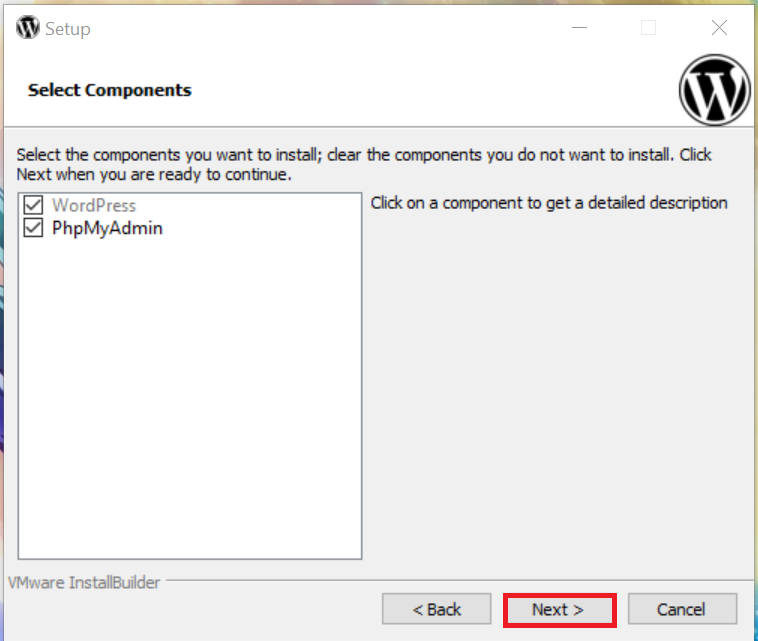 Setup
Select Components
Select the components you want to install; clear the components you do not want to install. Click
Next when you are ready to continue.
WordPress
PhpMyAdmin
Click on a component to get a detailed description
VMware InstallBuilder
< Back
Next >
Cancel